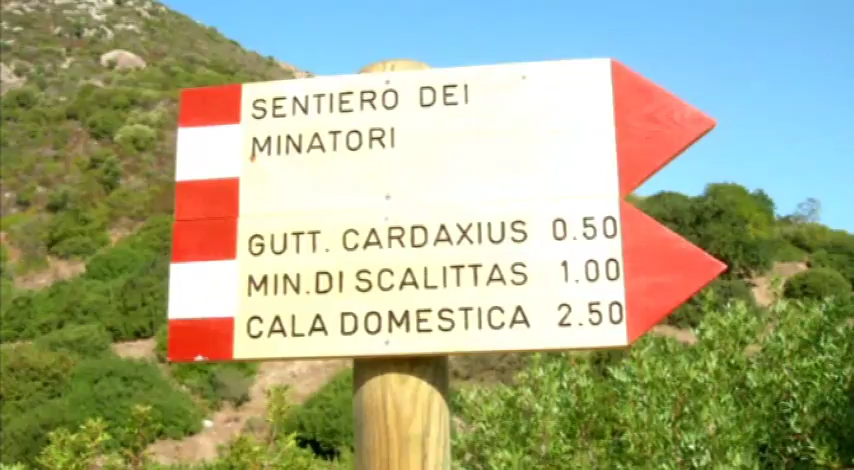 SENTIERO DEI
MINATORI
GUTT. CARDAXIUS 0.50
MIN. DI SCALITTAS 1.00
CALA DOMESTICA 2.50